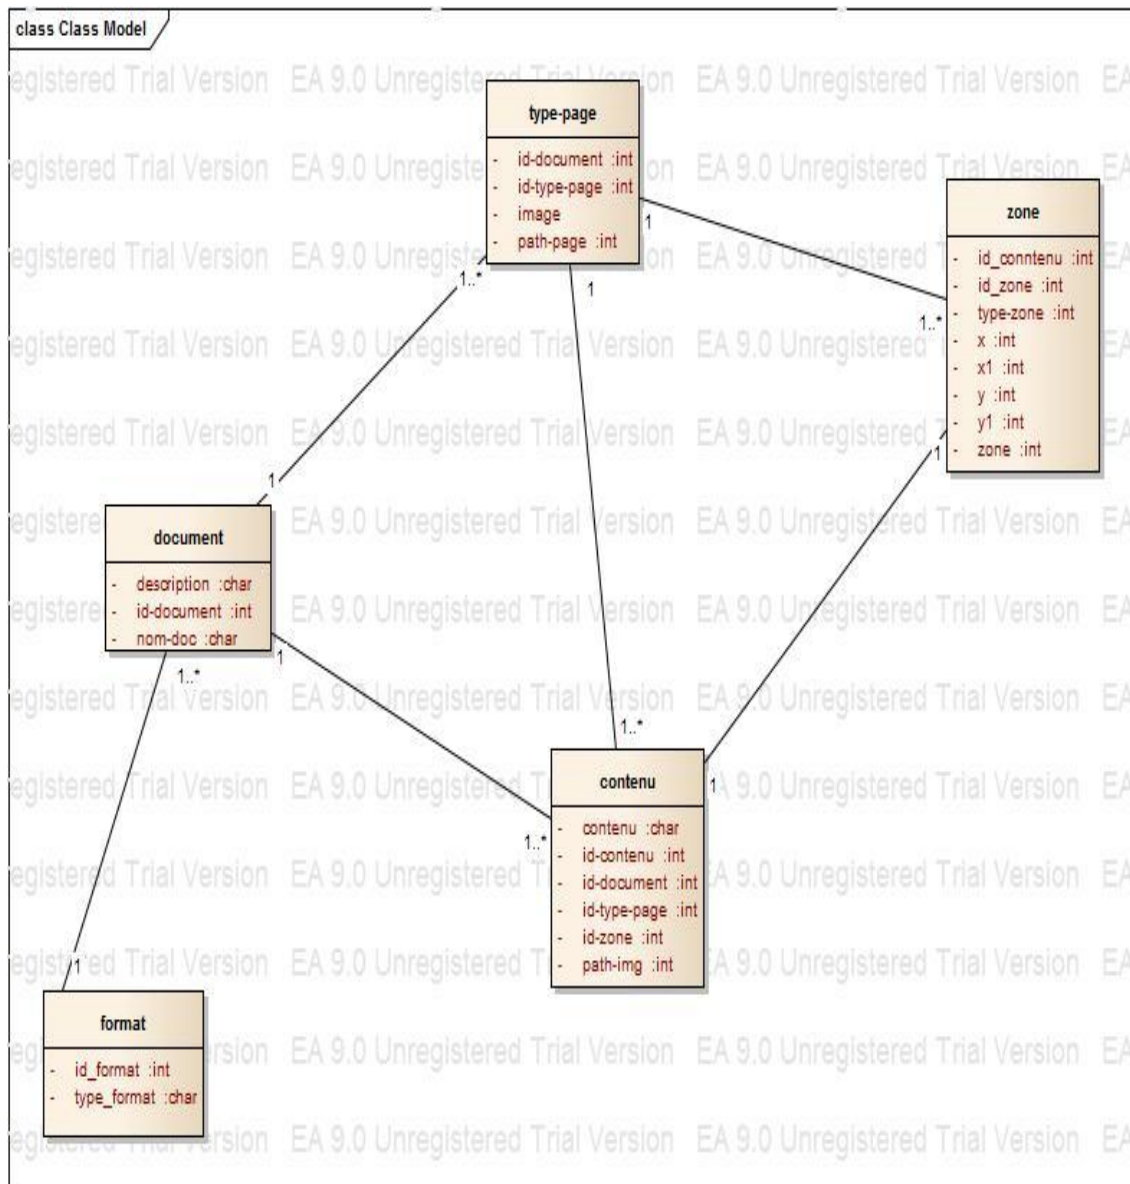 class Class Model
type-page
- id-document :int
- id-type-page :int
- image
- path-page :int
zone
- id_conntenu :int
- id_zone :int
- type-zone :int
- x :int
- x1 :int
- y :int
- y1 :int
- zone :int
1
1..*
1..*
1
1
1
document
- description :char
- id-document :int
- nom-doc :char
1..*
1
1..*
1
1..*
contenu
- contenu :char
- id-contenu :int
- id-document :int
- id-type-page :int
- id-zone :int
- path-img :int
1
format
- id_format :int
- type_format :char
EA 9.0 Unregistered Trial Version